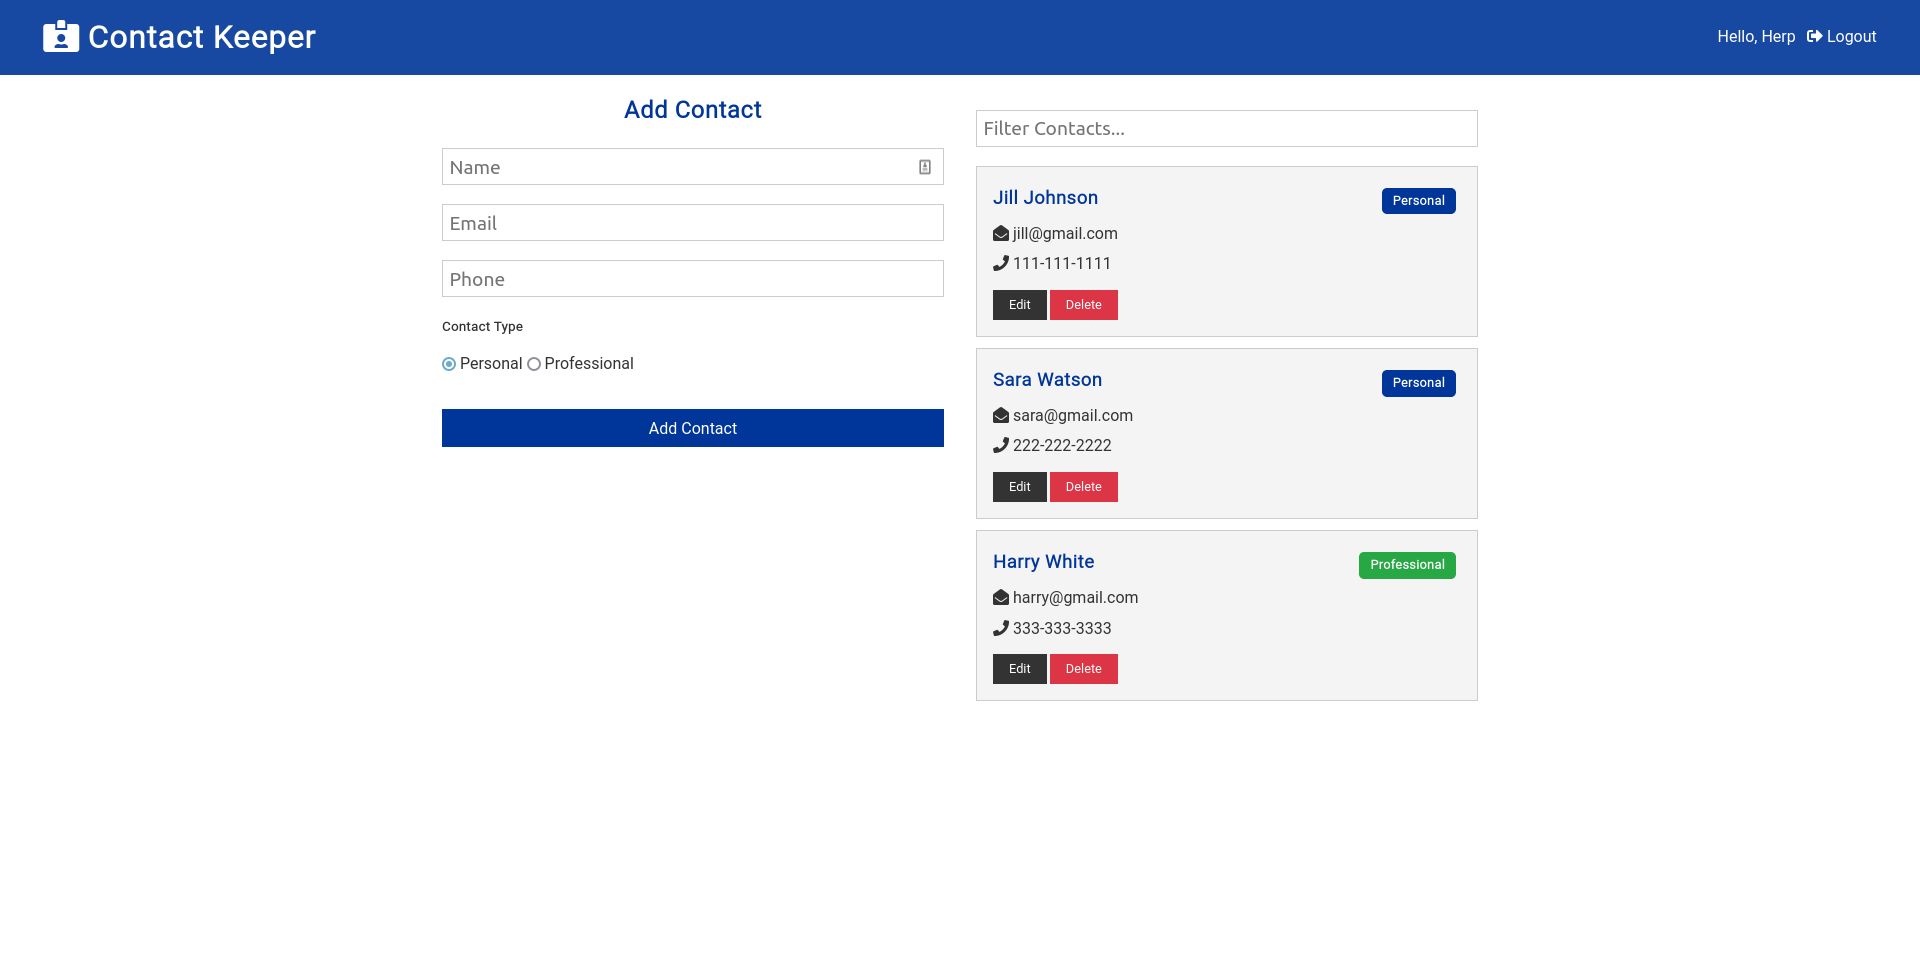 Contact Keeper
Hello, Herp Logout
Add Contact
Name
Email
Phone
Contact Type
Personal Professional
Add Contact
Filter Contacts...
Jill Johnson
Personal
jill@gmail.com
111-111-1111
Edit Delete
Sara Watson
Personal
sara@gmail.com
222-222-2222
Edit Delete
Harry White
Professional
harry@gmail.com
333-333-3333
Edit Delete